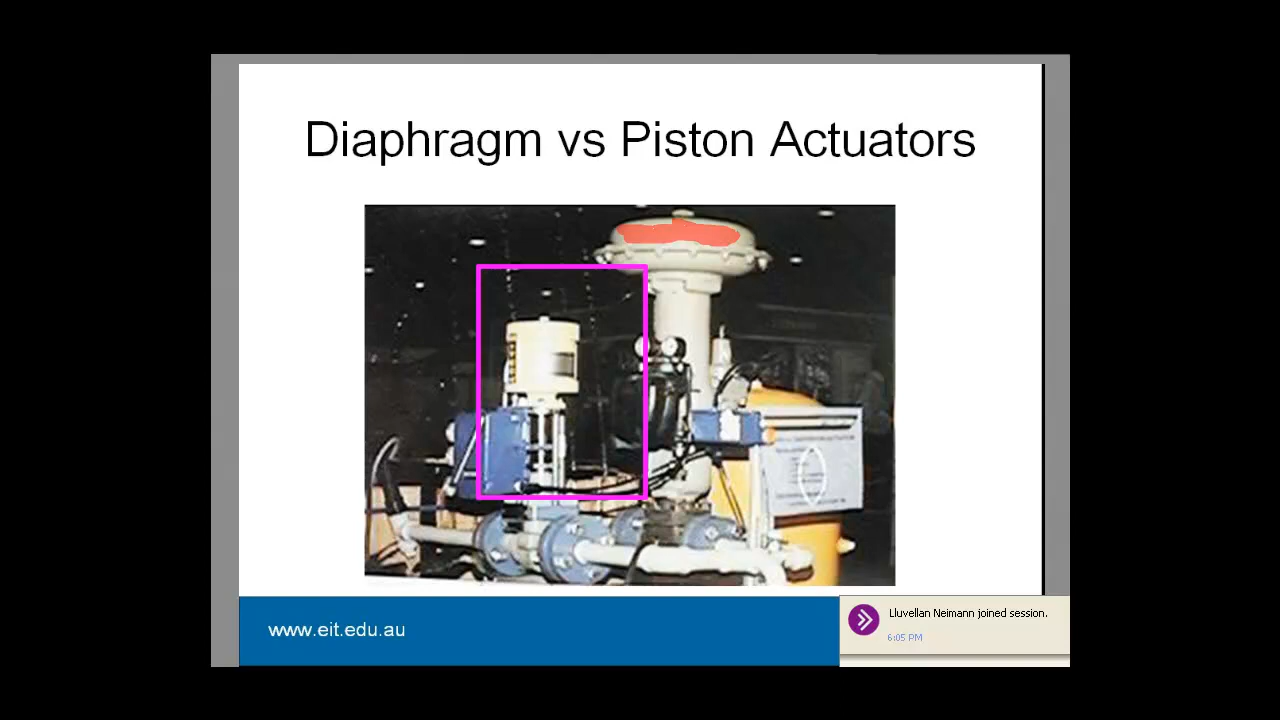 Diaphragm vs Piston Actuators
www.eit.edu.au
Lluvellan Neimann joined session.
6:05 PM